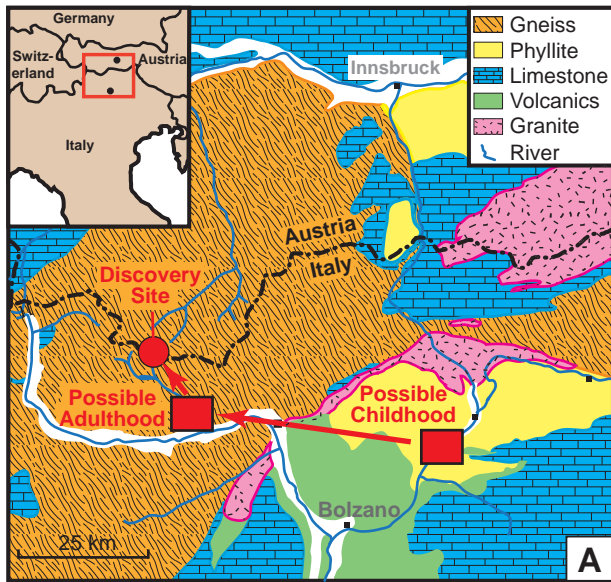 Germany
Switz-
erland
Austria
Italy
Innsbruck
Gneiss
Phyllite
Limestone
Volcanics
Granite
River
Austria
Italy
Discovery
Site
Possible
Adulthood
Possible
Childhood
Bolzano
25 km
A